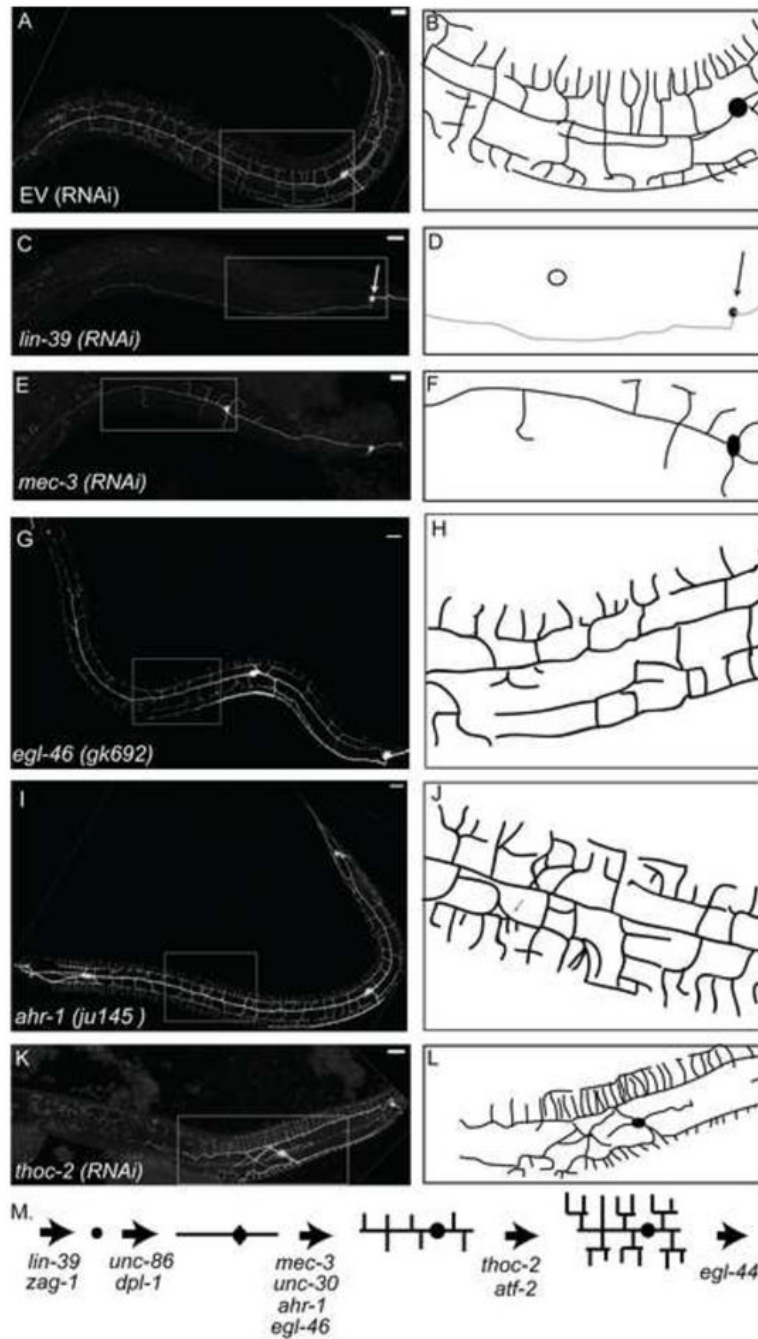 A
EV (RNAi)
B
C
lin-39 (RNAi)
D
E
mec-3 (RNAi)
F
G
egl-46 (gk692)
H
I
ahr-1 (ju145 )
J
K
thoc-2 (RNAi)
L
M.
lin-39
zag-1
unc-86
dpl-1
mec-3
unc-30
ahr-1
egl-46
thoc-2
atf-2
egl-44